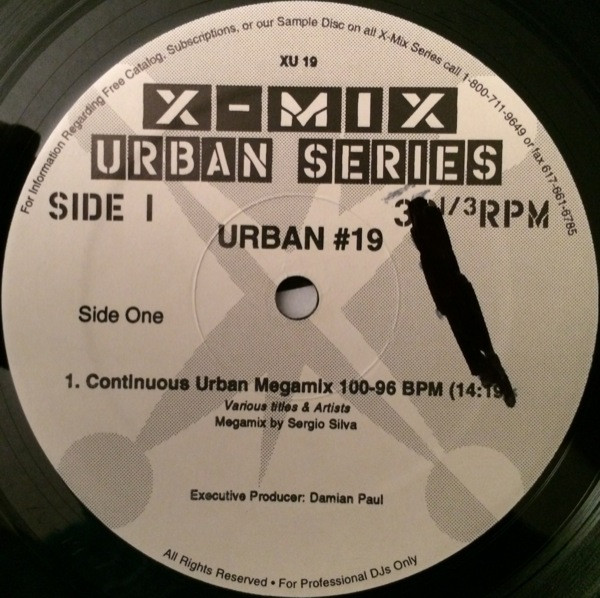 For Information Regarding Free Catalog, Subscriptions, or our Sample Disc on all X-Mix Series call 1-800-711-9649 or fax 617-661-6785
XU 19
X-MIX
URBAN SERIES
SIDE 1
/3RPM
URBAN #19
Side One
1. Continuous Urban Megamix 100-96 BPM (14:19
Various titles & Artists
Megamix by Sergio Silva
Executive Producer: Damian Paul
All Rights Reserved • For Professional DJs Only